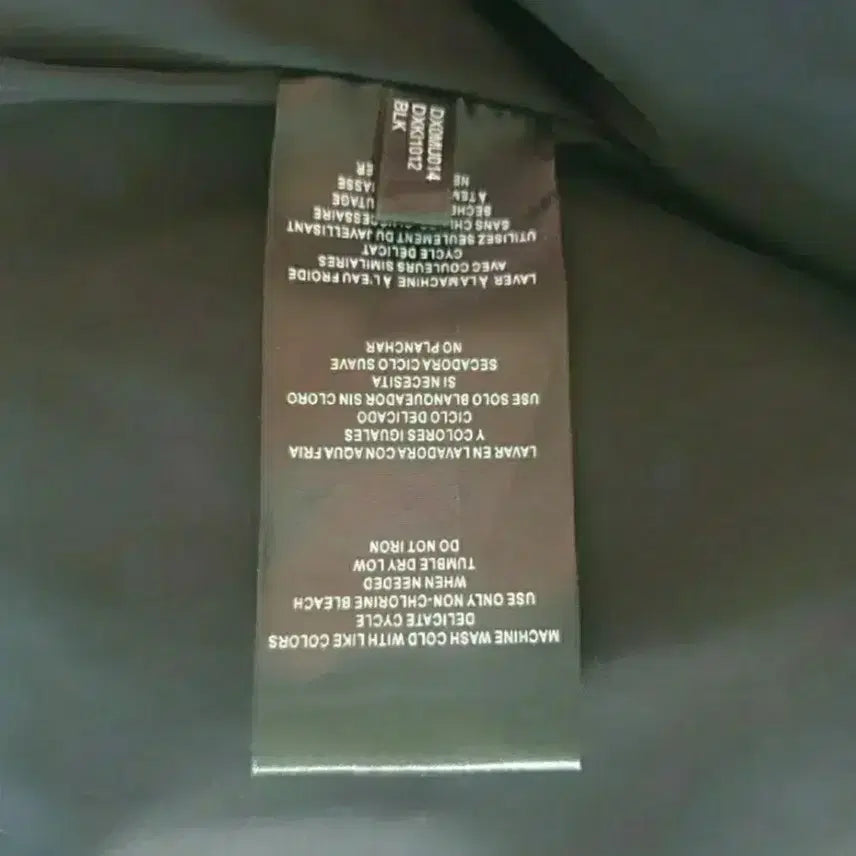 MACHINE WASH COLD WITH LIKE COLORS
DELICATE CYCLE
USE ONLY NON-CHLORINE BLEACH
WHEN NEEDED
TUMBLE DRY LOW
DO NOT IRON
LAVAR EN LAVADORA CON AQUA FRIA
Y COLORES IGUALES
CICLO DELICADO
USE SOLO BLANQUEADOR SIN CLORO
SI NECESITA
SECADORA CICLO SUAVE
NO PLANCHAR
LAVER À LA MACHINE À L'EAU FROIDE
AVEC COULEURS SIMILAIRES
CYCLE DELICAT
UTILISEZ SEULEMENT DU JAVELLISANT
SANS
À
NE
BLK